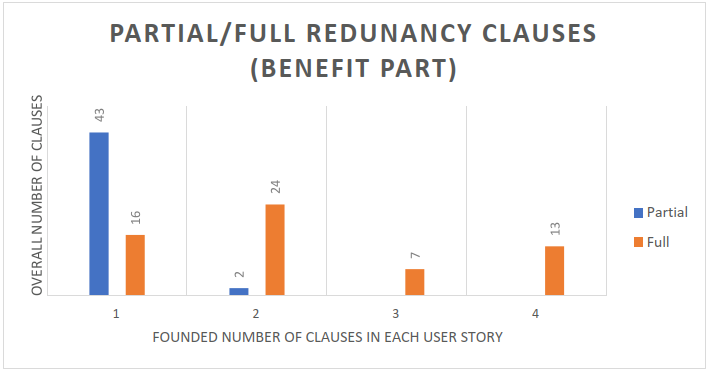 PARTIAL/FULL REDUNANCY CLAUSES
(BENEFIT PART)
OVERALL NUMBER OF CLAUSES
43
16
2
24
7
13
Partial
Full
1
2
3
4
FOUNDED NUMBER OF CLAUSES IN EACH USER STORY